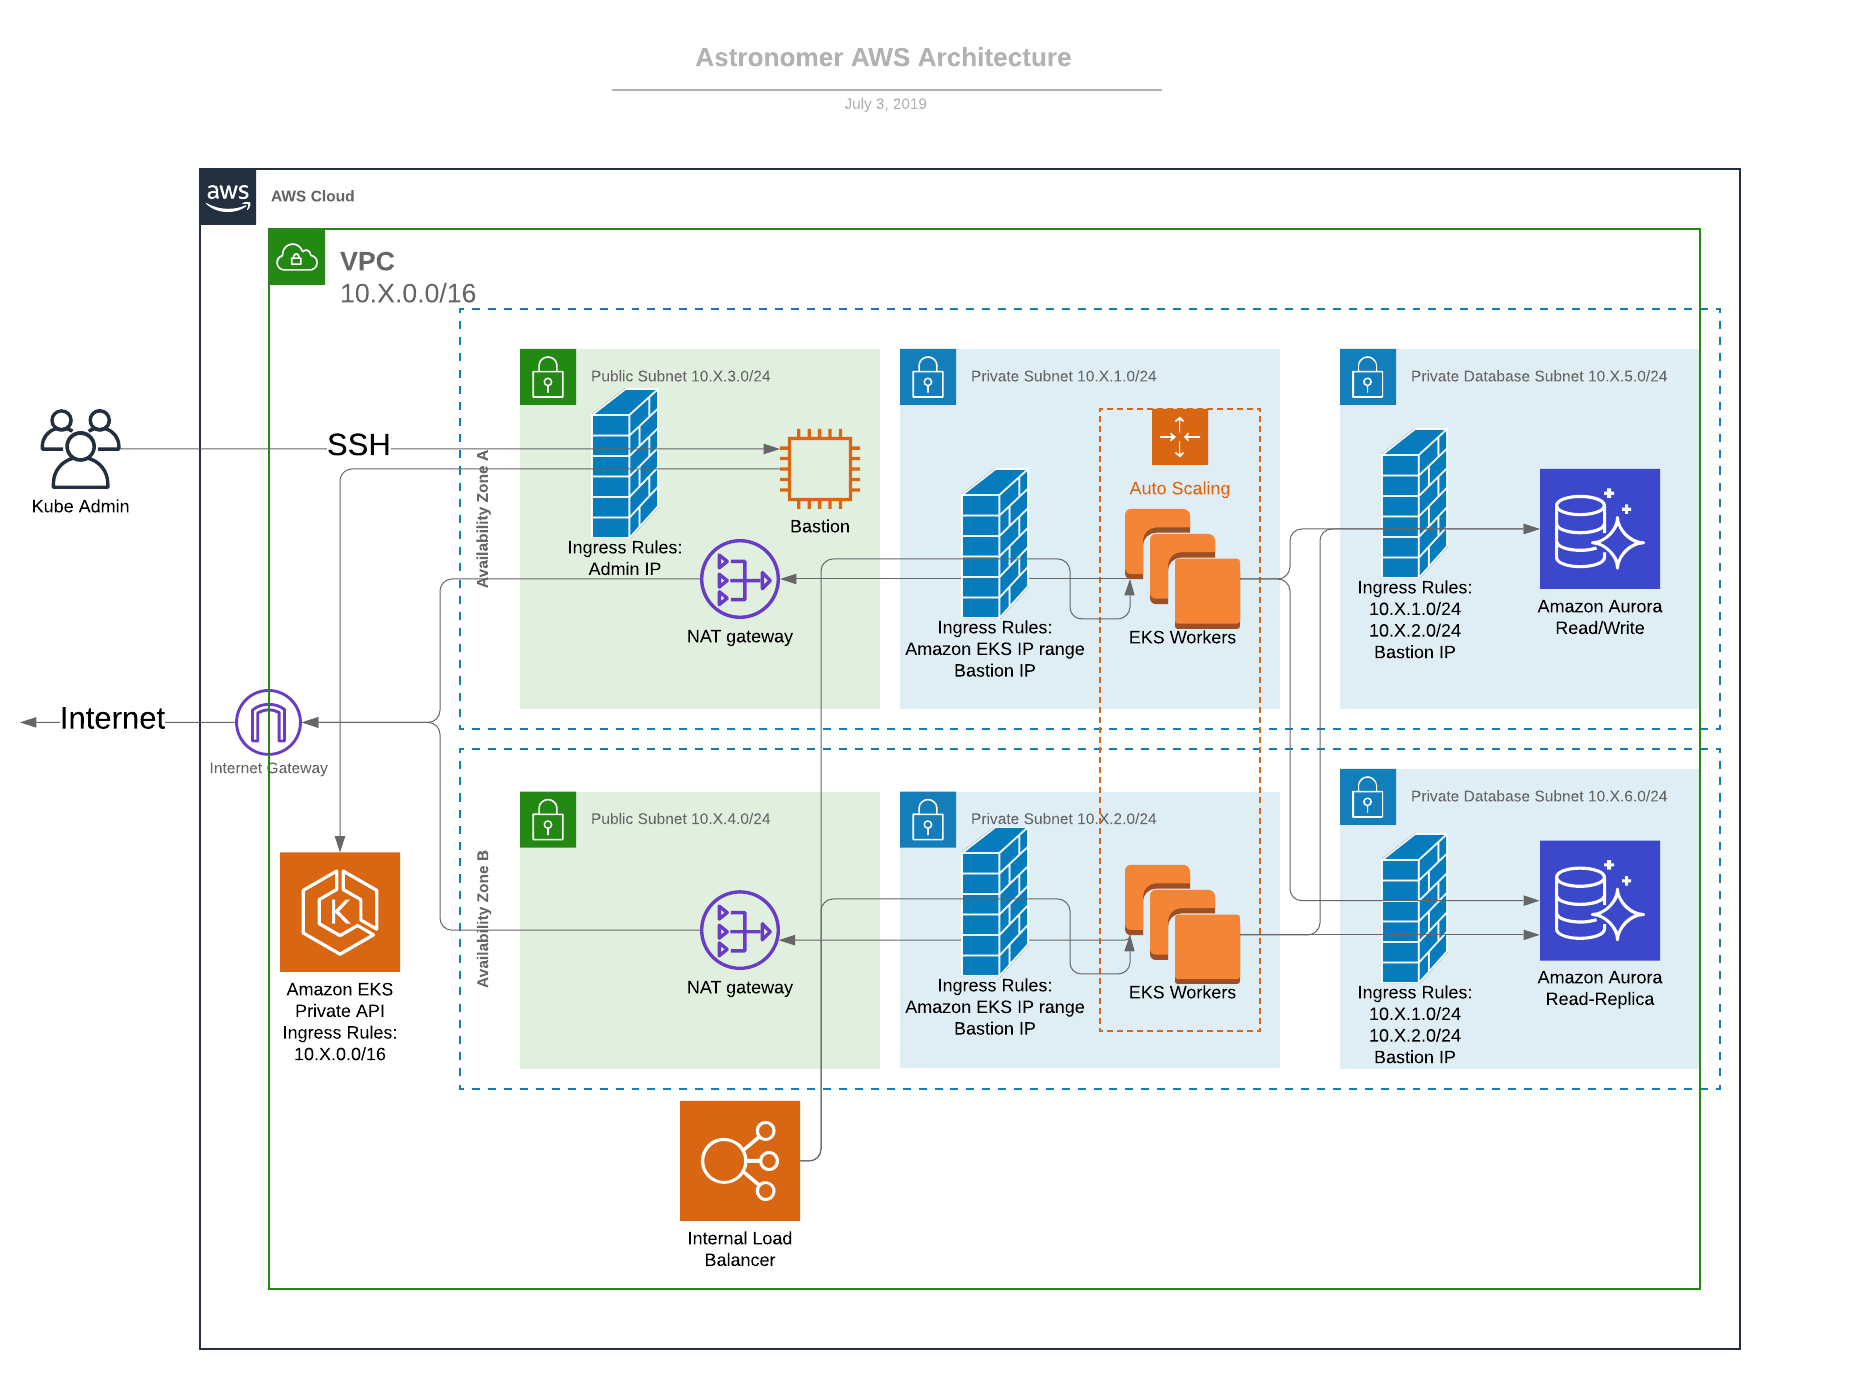 Astronomer AWS Architecture
July 3, 2019
aws
AWS Cloud
VPC
10.X.0.0/16
Availability Zone A
Public Subnet 10.X.3.0/24
Private Subnet 10.X.1.0/24
Private Database Subnet 10.X.5.0/24
Kube Admin
SSH
Ingress Rules:
Admin IP
Bastion
NAT gateway
Ingress Rules:
Amazon EKS IP range
Bastion IP
Auto Scaling
EKS Workers
Ingress Rules:
10.X.1.0/24
10.X.2.0/24
Bastion IP
Amazon Aurora
Read/Write
Internet
Internet Gateway
Availability Zone B
Public Subnet 10.X.4.0/24
Private Subnet 10.X.2.0/24
Private Database Subnet 10.X.6.0/24
K
Amazon EKS
Private API
Ingress Rules:
10.X.0.0/16
NAT gateway
Ingress Rules:
Amazon EKS IP range
Bastion IP
EKS Workers
Ingress Rules:
10.X.1.0/24
10.X.2.0/24
Bastion IP
Amazon Aurora
Read-Replica
Internal Load
Balancer